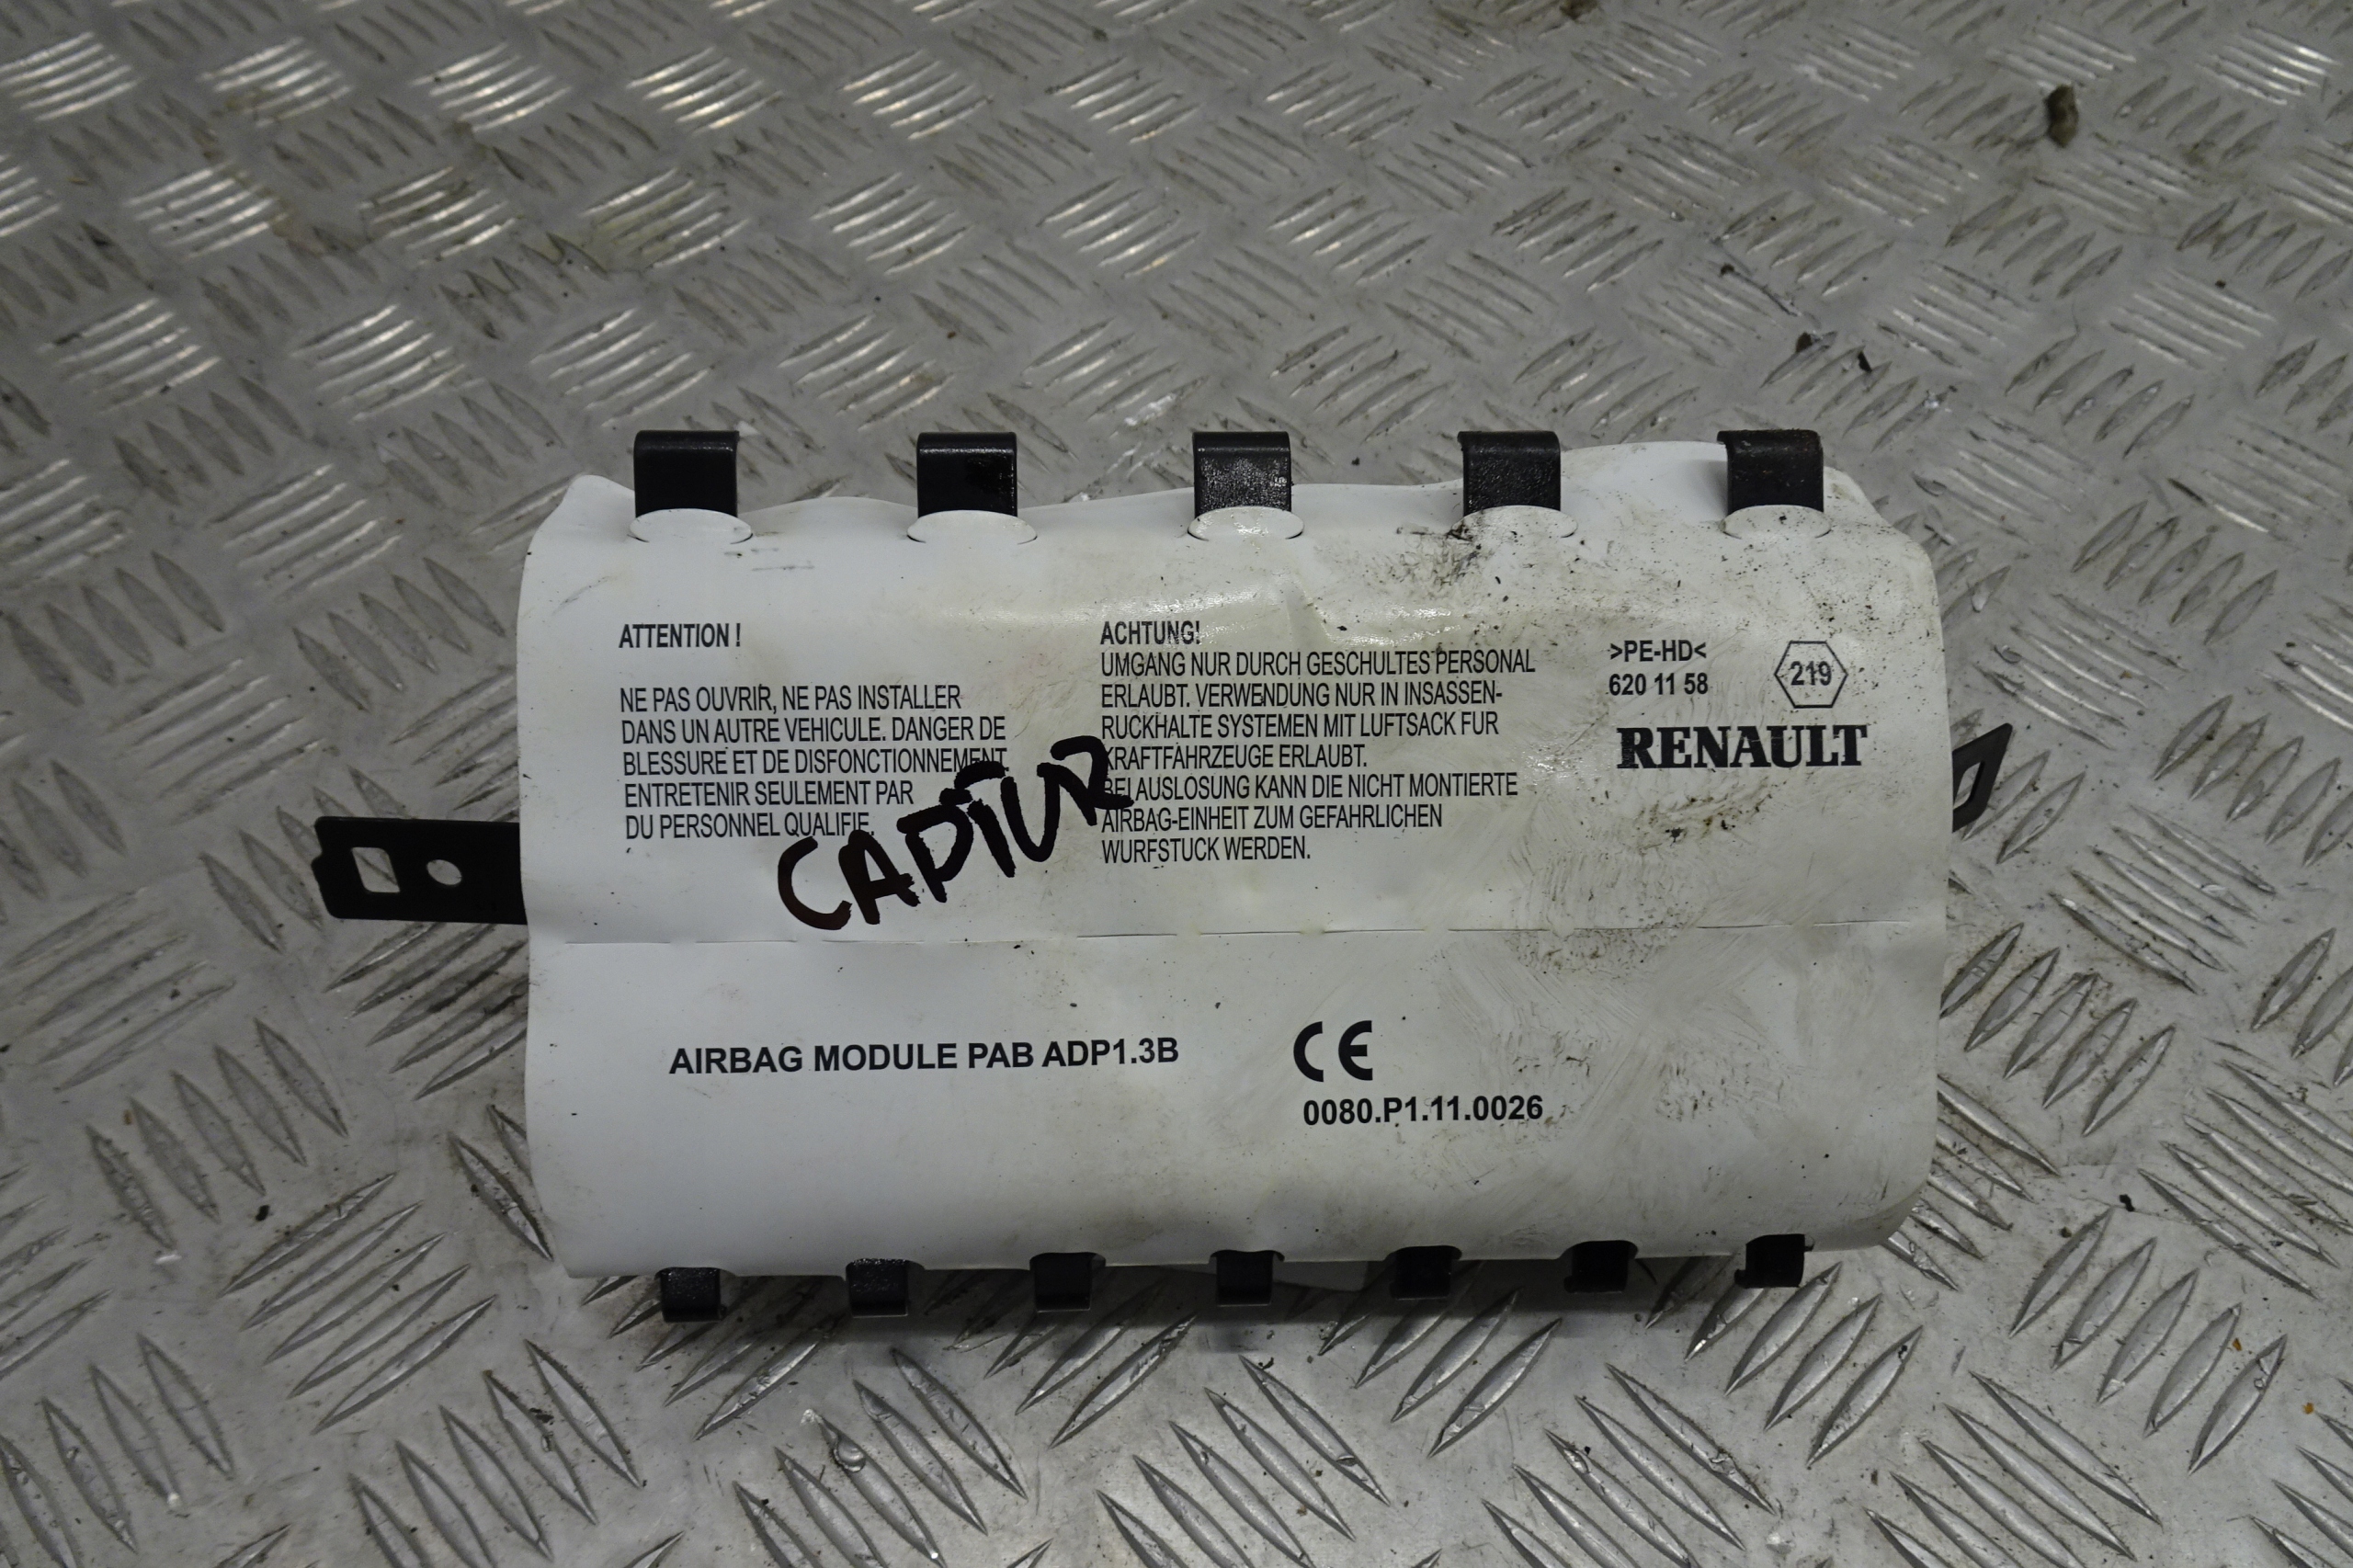 ATTENTION !
NE PAS OUVRIR, NE PAS INSTALLER
DANS UN AUTRE VEHICULE. DANGER DE
BLESSURE ET DE DISFONCTIONNEMENT.
ENTRETENIR SEULEMENT PAR
DU PERSONNEL QUALIFIE.
ACHTUNG!
UMGANG NUR DURCH GESCHULTES PERSONAL
ERLAUBT. VERWENDUNG NUR IN INSASSEN-
RUCKHALTE SYSTEMEN MIT LUFTSACK FUR
KRAFTFAHRZEUGE ERLAUBT.
BEI AUSLOSUNG KANN DIE NICHT MONTIERTE
AIRBAG-EINHEIT ZUM GEFAHRLICHEN
WURFSTUCK WERDEN.
>PE-HD<
620 11 58
219
RENAULT
CAPTUR
AIRBAG MODULE PAB ADP1.3B
CE
0080.P1.11.0026